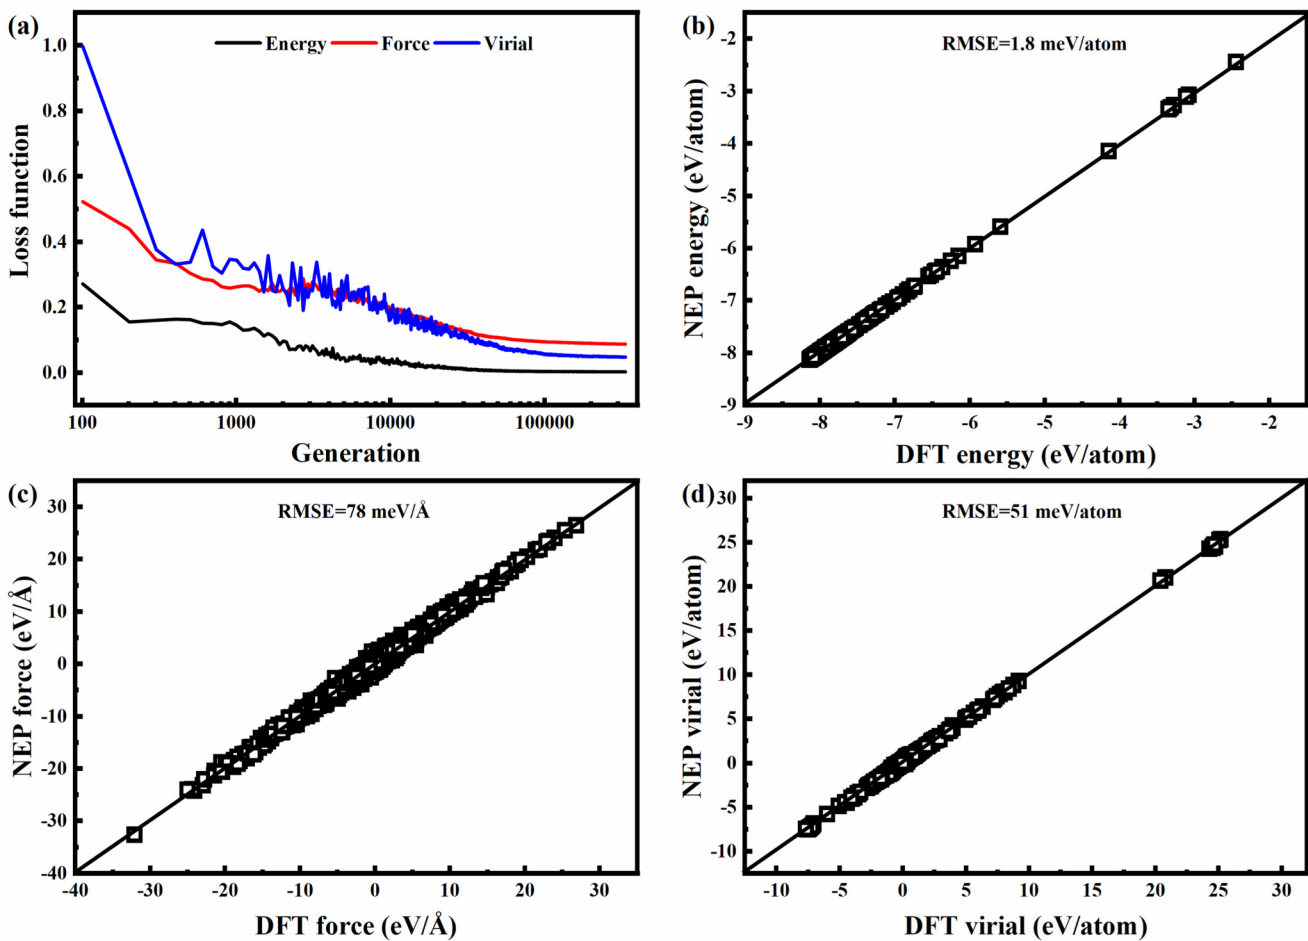 (a)
Energy Force Virial
1.0
0.8
0.6
0.4
0.2
0.0
Loss function
100 1000 10000 100000
Generation
(b)
RMSE=1.8 meV/atom
-2
-3
-4
-5
-6
-7
-8
-9
NEP energy (eV/atom)
-9 -8 -7 -6 -5 -4 -3 -2
DFT energy (eV/atom)
(c)
RMSE=78 meV/Å
30
20
10
0
-10
-20
-30
-40
NEP force (eV/Å)
-40 -30 -20 -10 0 10 20 30
DFT force (eV/Å)
(d)
RMSE=51 meV/atom
30
25
20
15
10
5
0
-5
-10
NEP virial (eV/atom)
-10 -5 0 5 10 15 20 25 30
DFT virial (eV/atom)